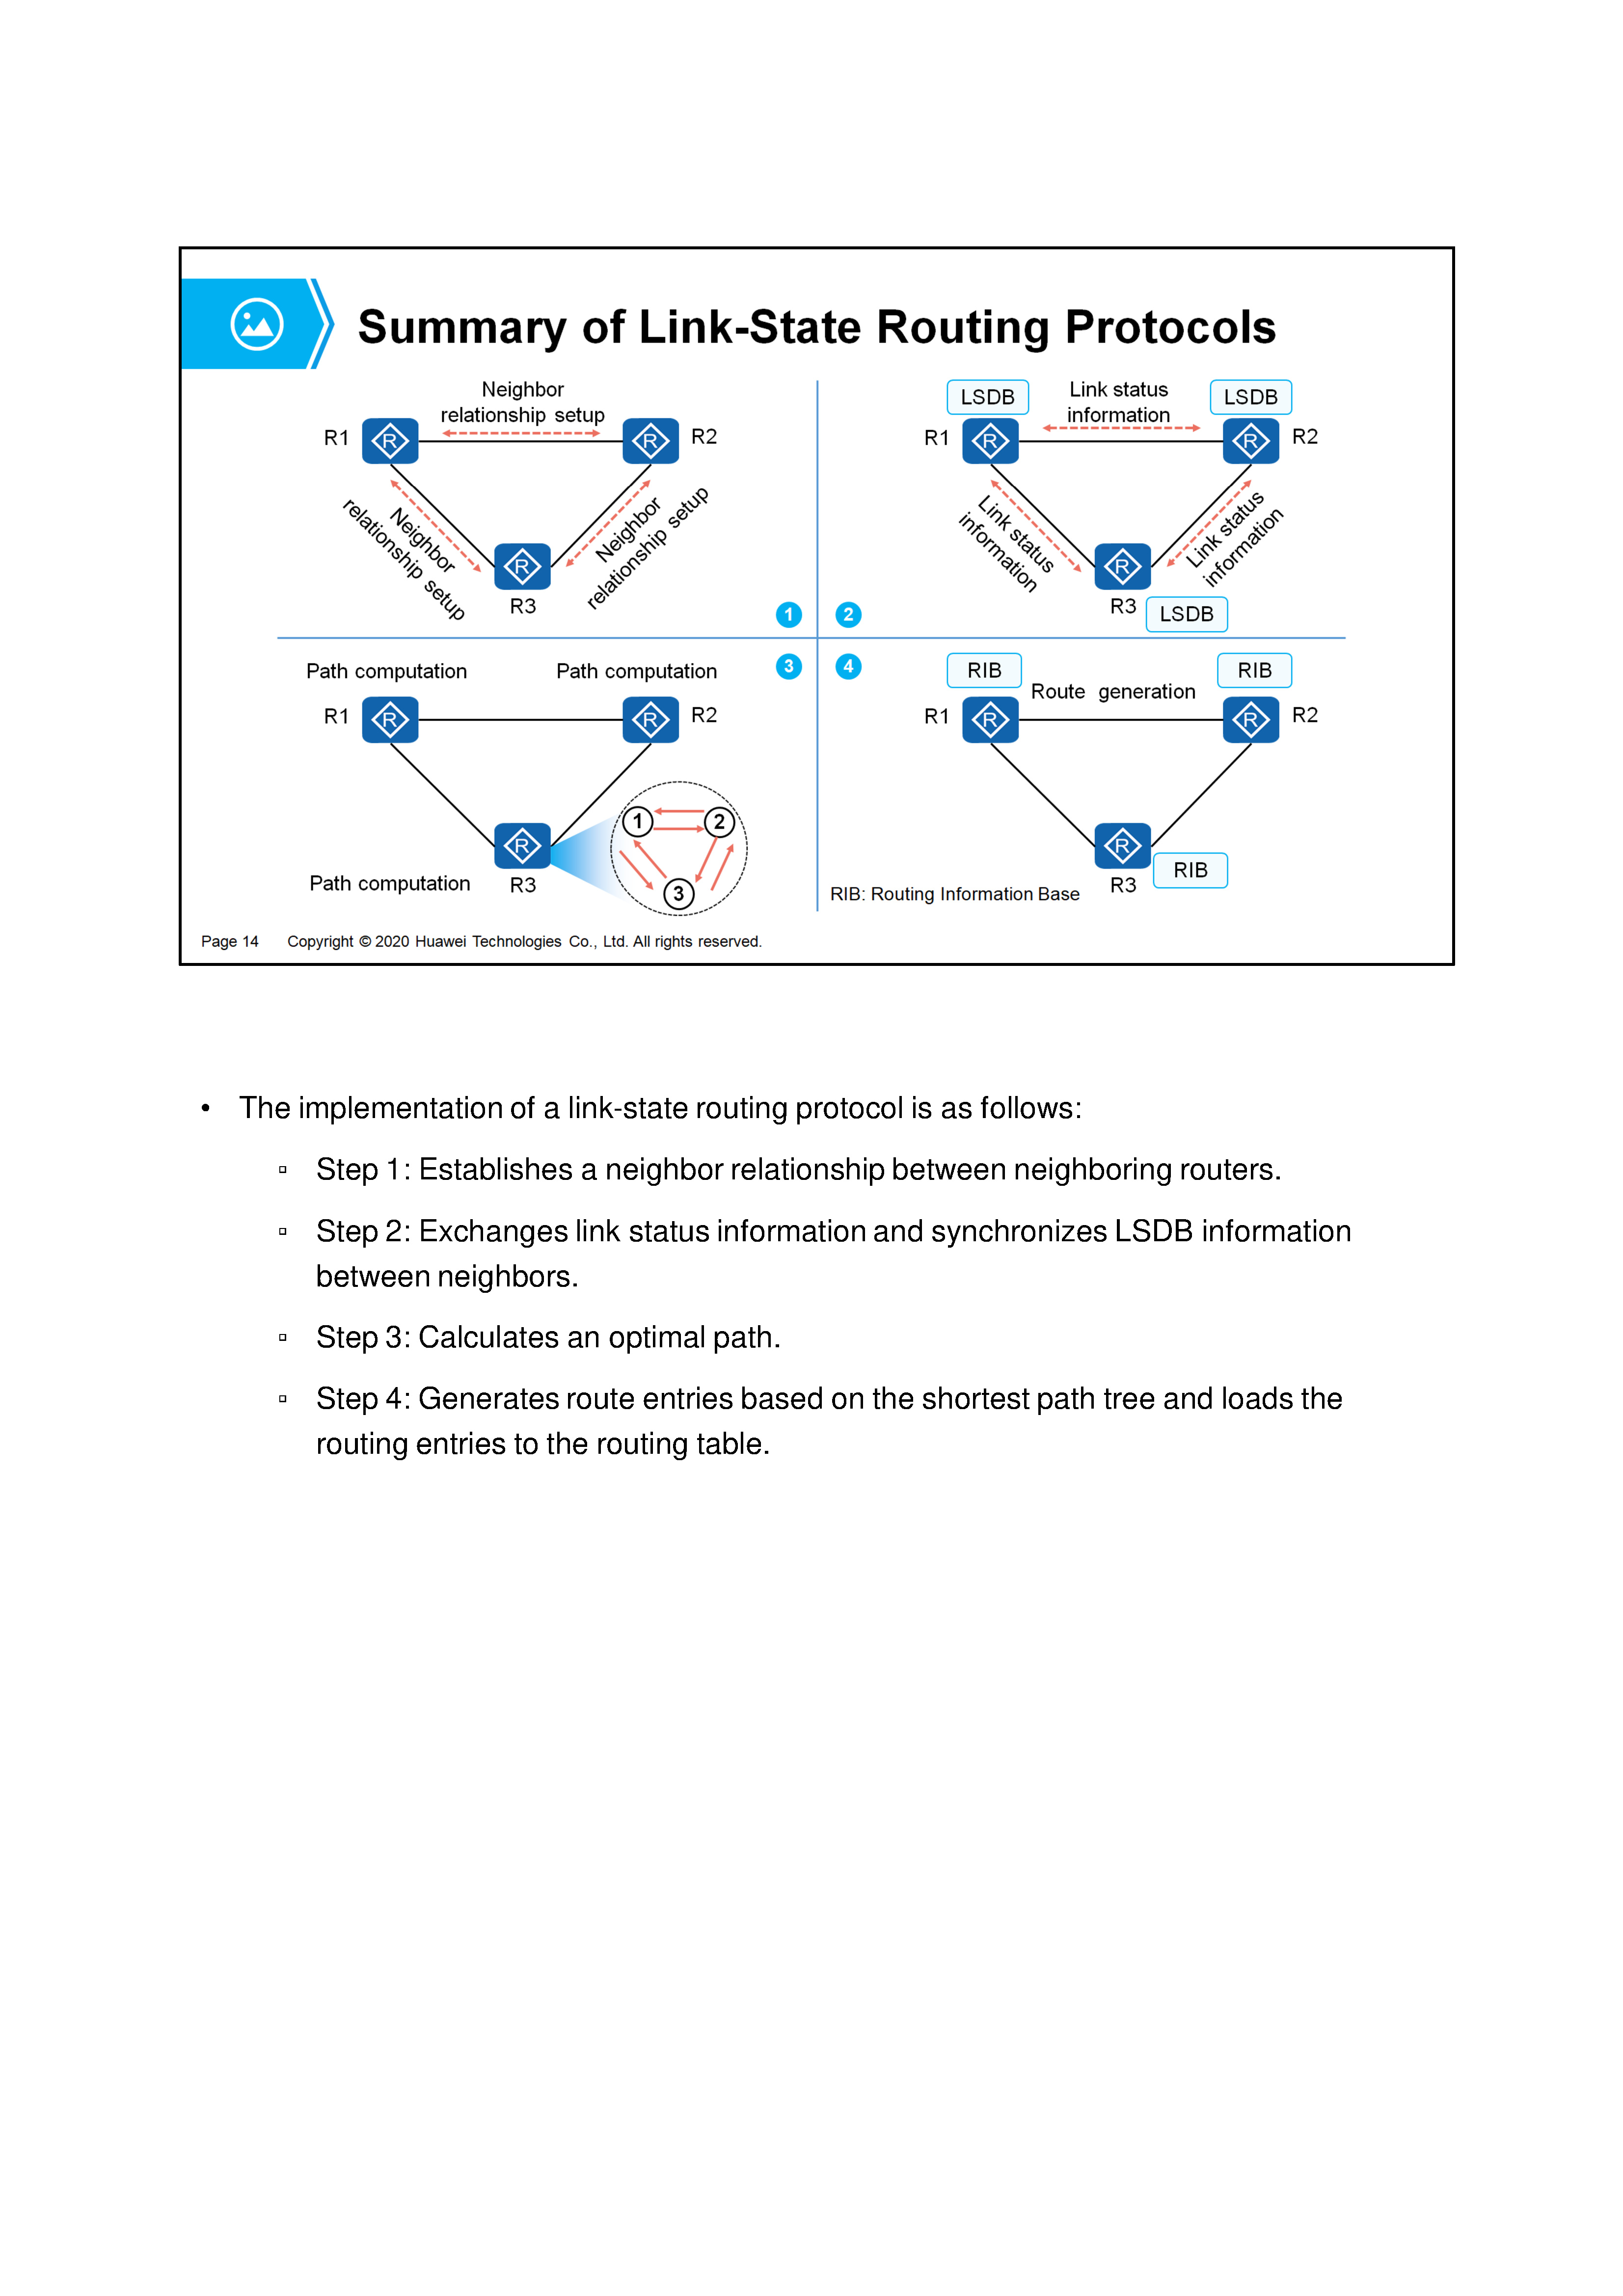 Summary of Link-State Routing Protocols
Neighbor
relationship setup
R1
R
R
R2
Neighbor
relationship setup
Neighbor
relationship setup
R
R3
1
LSDB
Link status
information
LSDB
R1
R
R
R2
Link status
information
Link status
information
R
R3
LSDB
2
Path computation
Path computation
3
R1
R
R
R2
1
2
3
R
Path computation
R3
4
RIB
RIB
Route generation
R1
R
R
R2
R
RIB
R3
RIB: Routing Information Base
Page 14 Copyright © 2020 Huawei Technologies Co., Ltd. All rights reserved.
• The implementation of a link-state routing protocol is as follows:
▫ Step 1: Establishes a neighbor relationship between neighboring routers.
▫ Step 2: Exchanges link status information and synchronizes LSDB information
between neighbors.
▫ Step 3: Calculates an optimal path.
▫ Step 4: Generates route entries based on the shortest path tree and loads the
routing entries to the routing table.